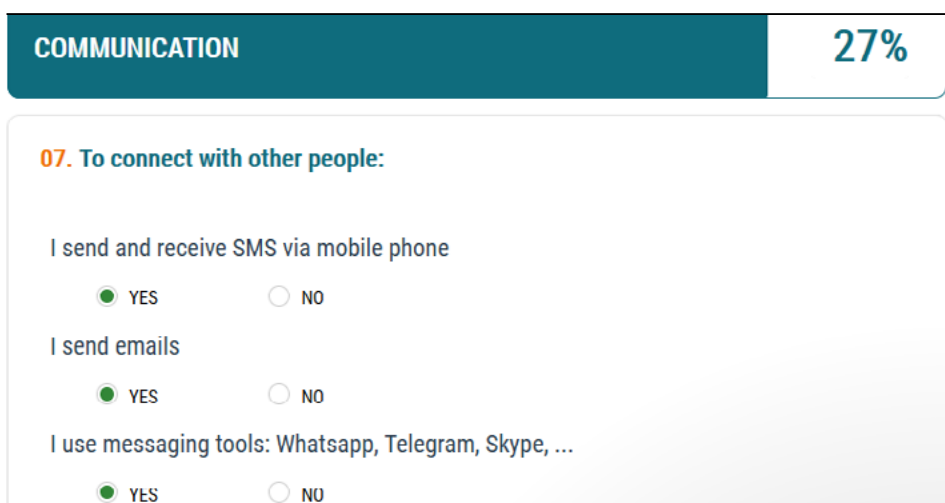 COMMUNICATION 27%
07. To connect with other people:
I send and receive SMS via mobile phone
YES NO
I send emails
YES NO
I use messaging tools: Whatsapp, Telegram, Skype, ...
YES NO